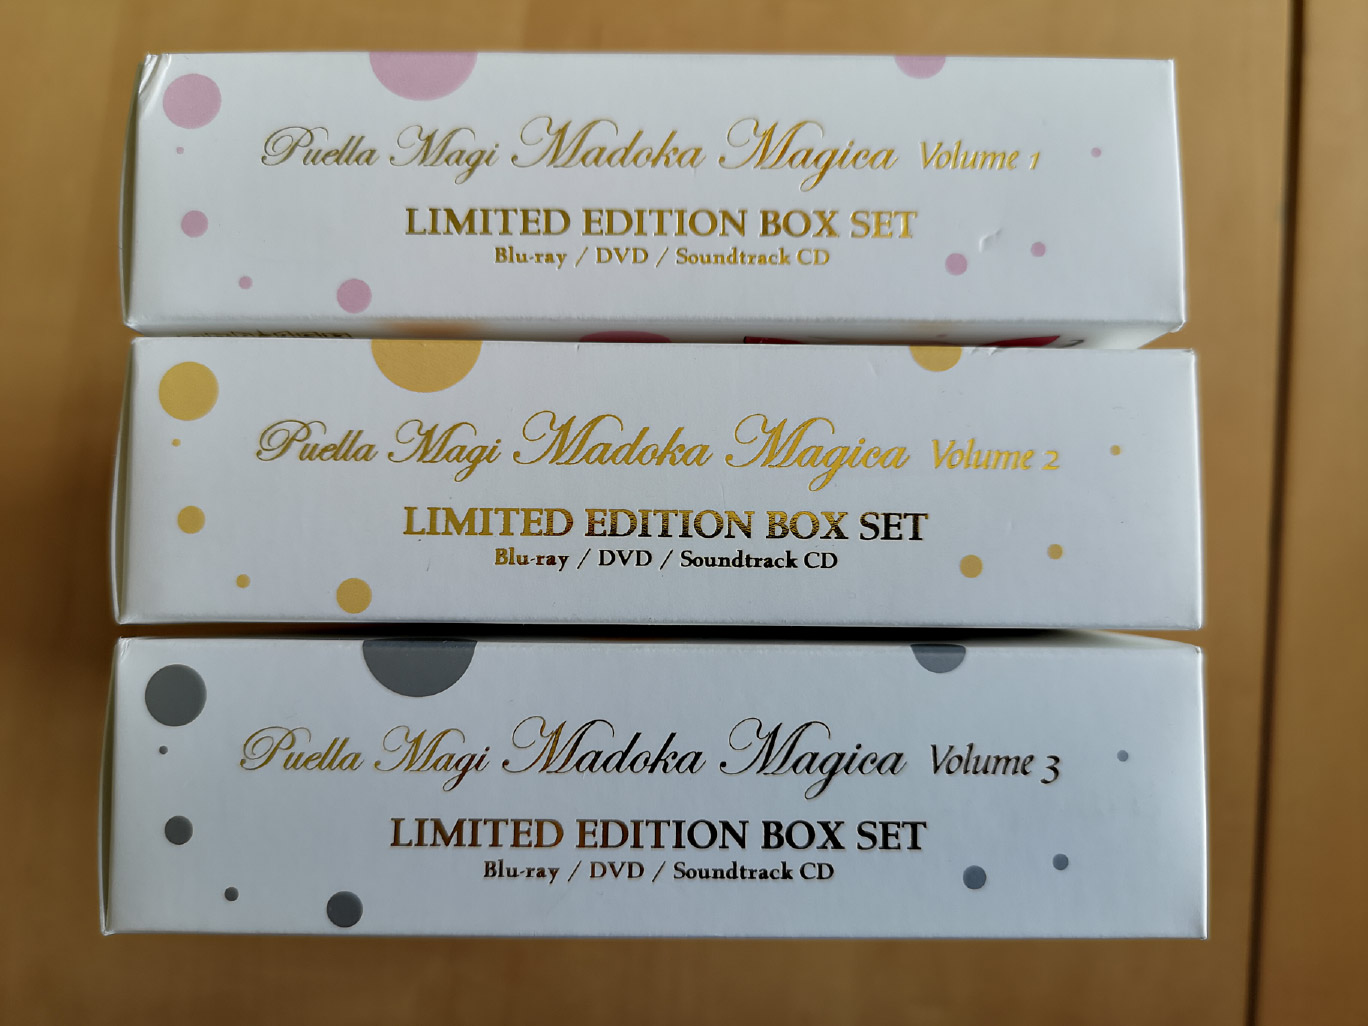 Puella Magi Madoka Magica Volume 1
LIMITED EDITION BOX SET
Blu-ray / DVD / Soundtrack CD
Puella Magi Madoka Magica Volume 2
LIMITED EDITION BOX SET
Blu-ray / DVD / Soundtrack CD
Puella Magi Madoka Magica Volume 3
LIMITED EDITION BOX SET
Blu-ray / DVD / Soundtrack CD